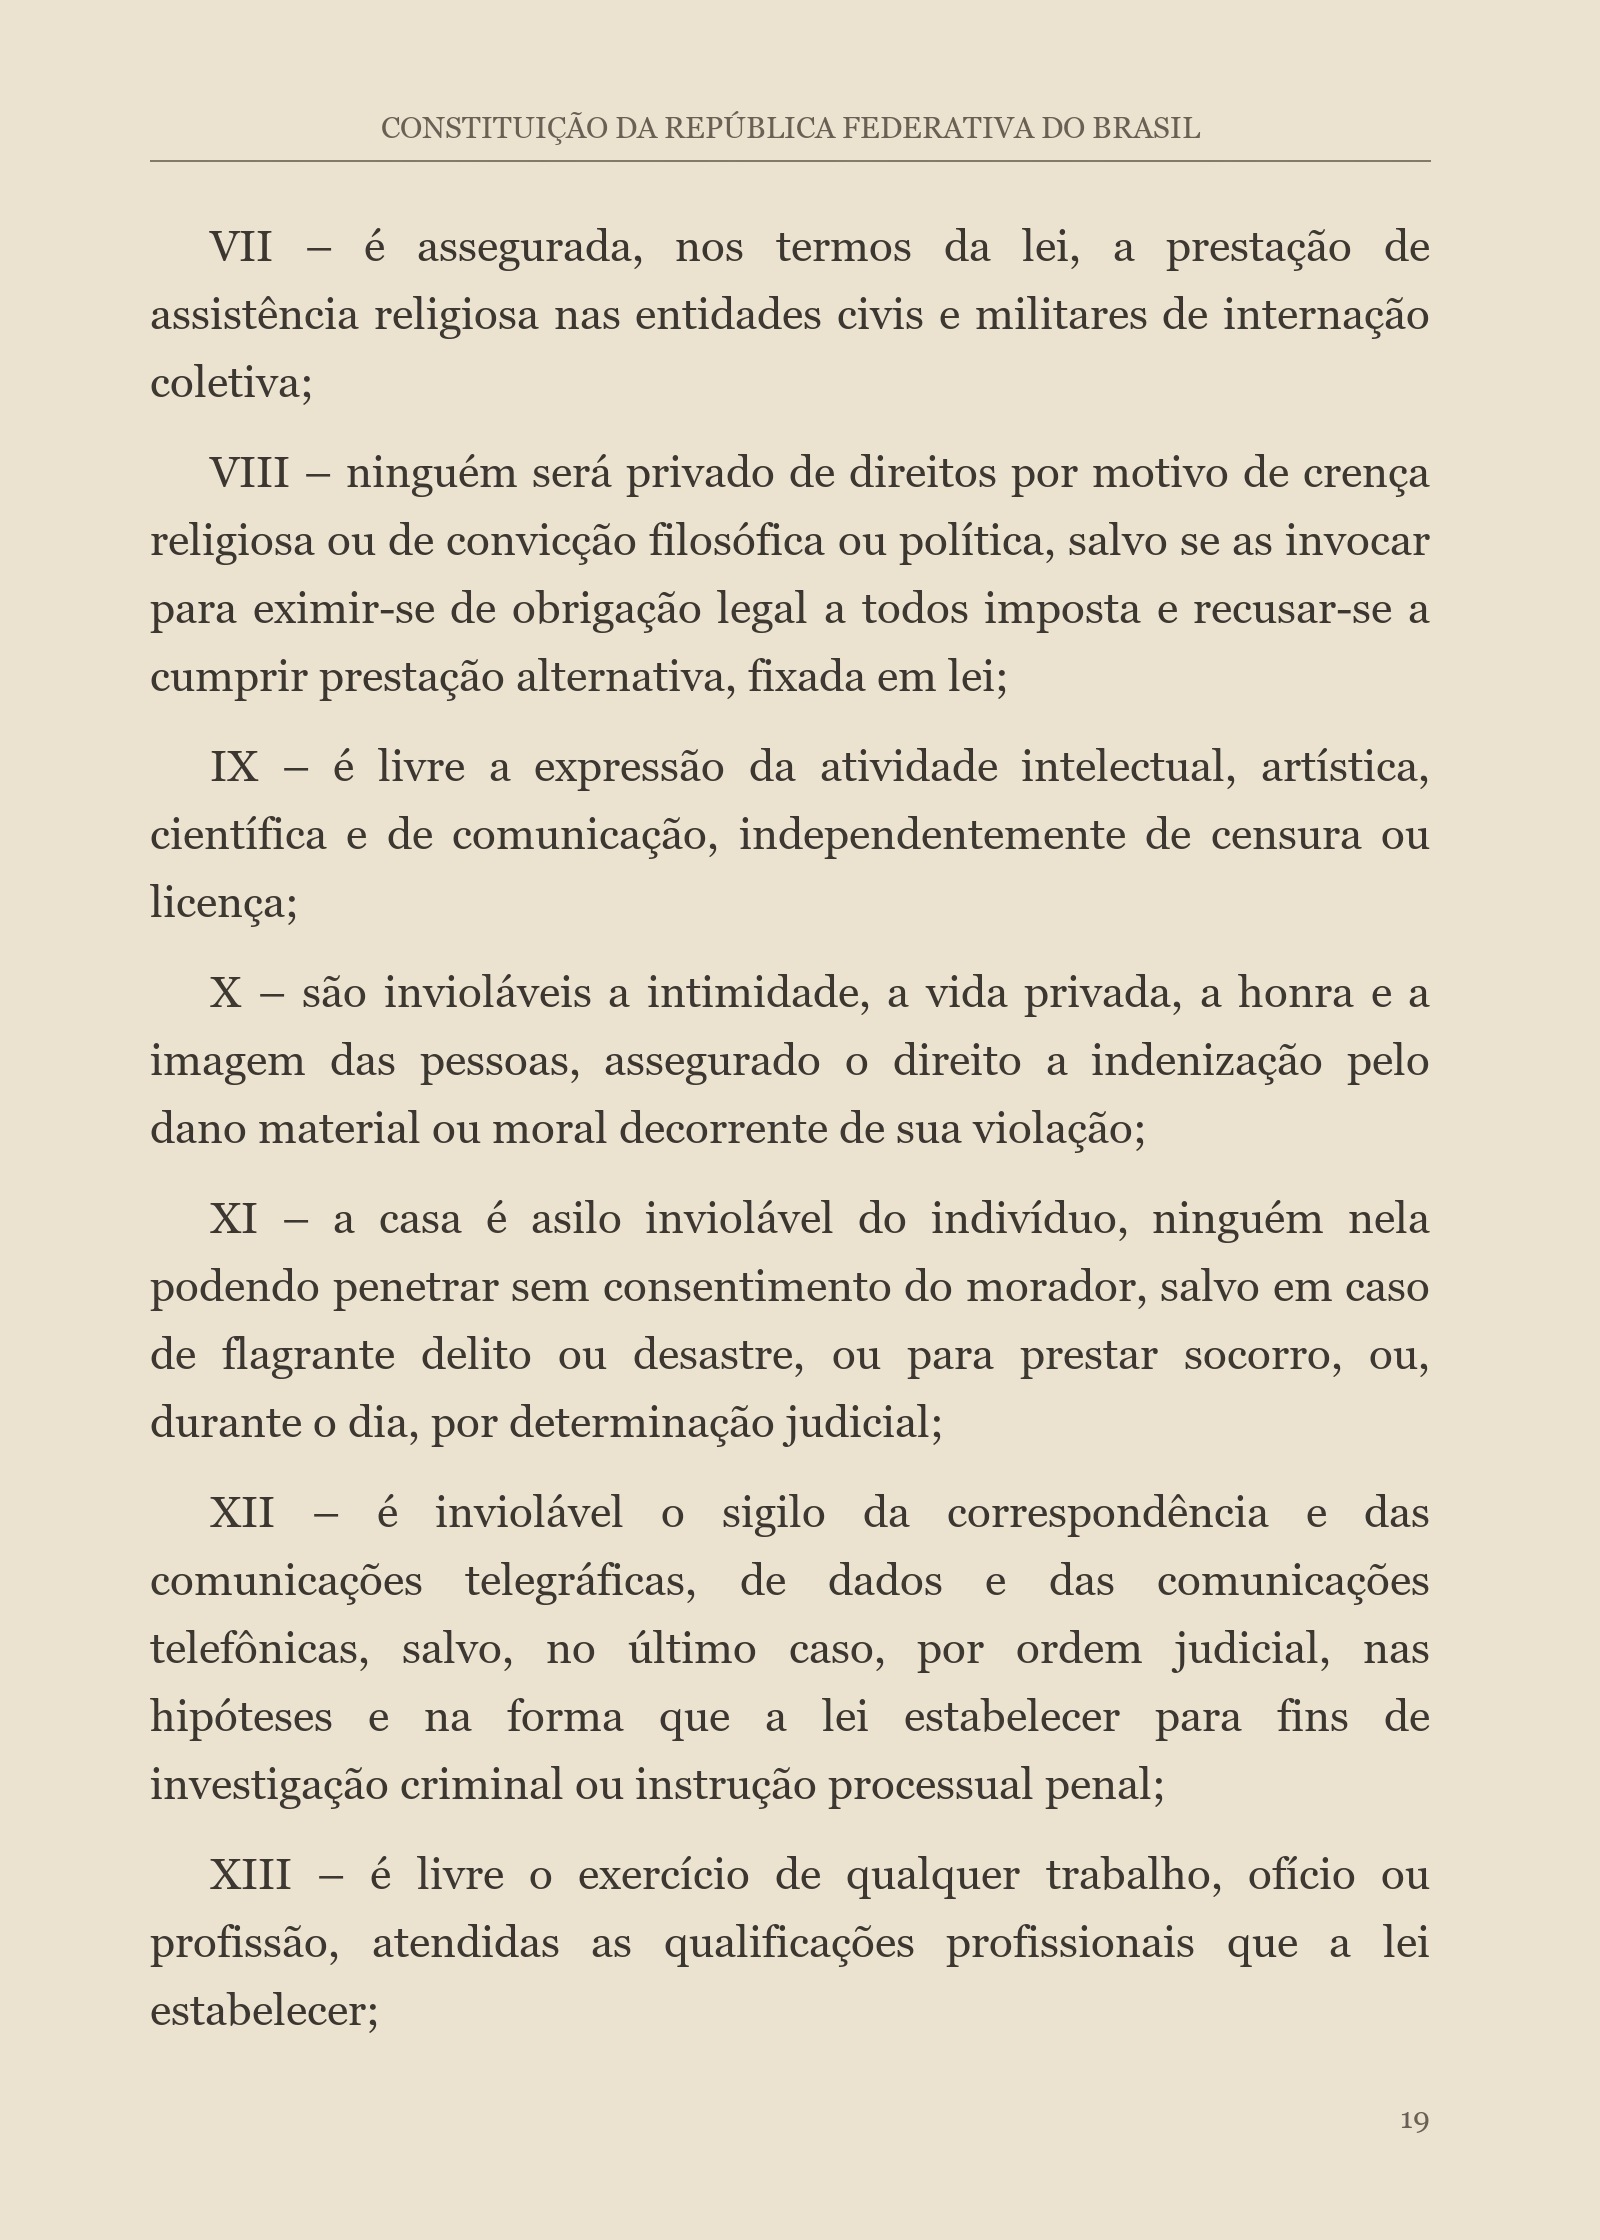 CONSTITUIÇÃO DA REPÚBLICA FEDERATIVA DO BRASIL
VII – é assegurada, nos termos da lei, a prestação de
assistência religiosa nas entidades civis e militares de internação
coletiva;
VIII – ninguém será privado de direitos por motivo de crença
religiosa ou de convicção filosófica ou política, salvo se as invocar
para eximir-se de obrigação legal a todos imposta e recusar-se a
cumprir prestação alternativa, fixada em lei;
IX – é livre a expressão da atividade intelectual, artística,
científica e de comunicação, independentemente de censura ou
licença;
X – são invioláveis a intimidade, a vida privada, a honra e a
imagem das pessoas, assegurado o direito a indenização pelo
dano material ou moral decorrente de sua violação;
XI – a casa é asilo inviolável do indivíduo, ninguém nela
podendo penetrar sem consentimento do morador, salvo em caso
de flagrante delito ou desastre, ou para prestar socorro, ou,
durante o dia, por determinação judicial;
XII – é inviolável o sigilo da correspondência e das
comunicações telegráficas, de dados e das comunicações
telefônicas, salvo, no último caso, por ordem judicial, nas
hipóteses e na forma que a lei estabelecer para fins de
investigação criminal ou instrução processual penal;
XIII – é livre o exercício de qualquer trabalho, ofício ou
profissão, atendidas as qualificações profissionais que a lei
estabelecer;
19